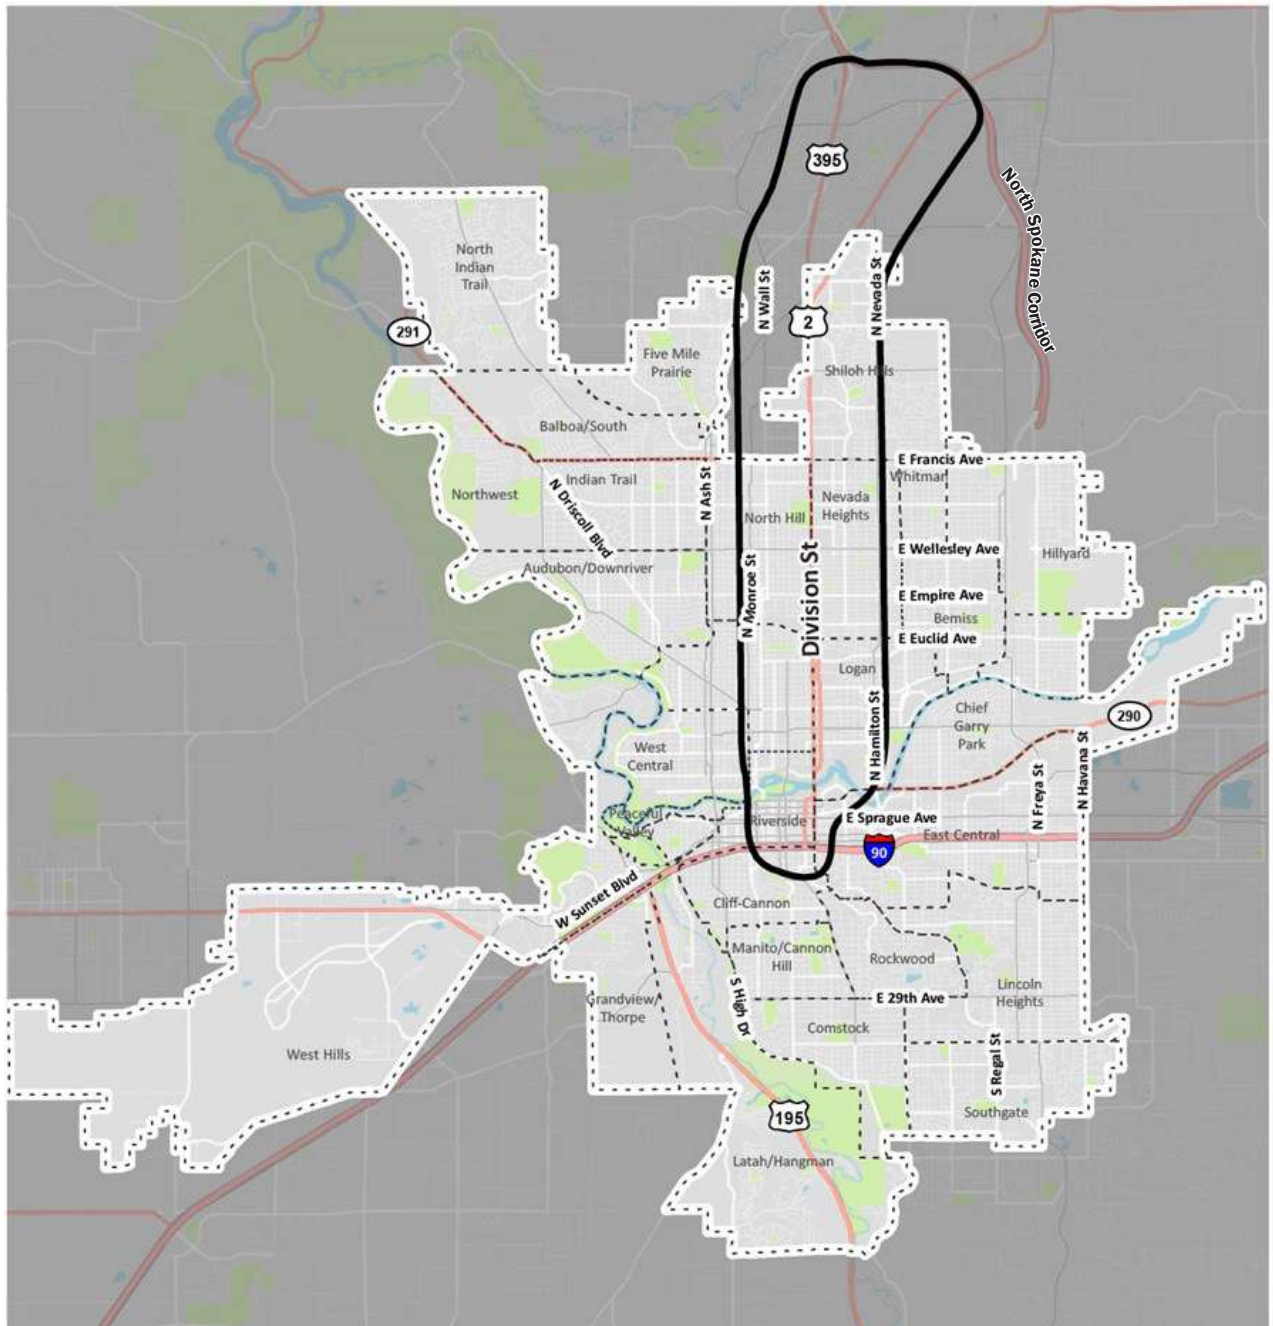 395
North Spokane Corridor
North
Indian
Trail
N Wall St
N Nevada St
291
2
Five Mile
Prairie
Shiloh Hills
Balboa/South
Indian Trail
E Francis Ave
Whitman
N Driscoll Blvd
N Ash St
Northwest
North Hill
Nevada
Heights
Audubon/Downriver
N Monroe St
Division St
E Wellesley Ave
Hillyard
E Empire Ave
Bemiss
E Euclid Ave
Logan
N Hamilton St
Chief
Garry
Park
290
West
Central
N Freya St
N Havana St
Peaceful
Valley
Riverside
E Sprague Ave
East Central
90
W Sunset Blvd
Cliff-Cannon
Manito/Cannon
Hill
Rockwood
S High Dr
E 29th Ave
Lincoln
Heights
Grandview/
Thorpe
Comstock
West Hills
S Regal St
195
Southgate
Latah/Hangman